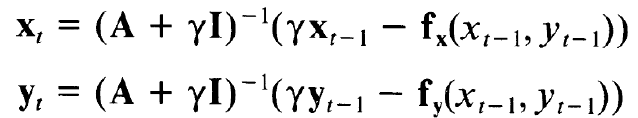 xₜ = (A + γI)⁻¹(γxₜ₋₁ − fₓ(xₜ₋₁, yₜ₋₁))
yₜ = (A + γI)⁻¹(γyₜ₋₁ − f_y(xₜ₋₁, yₜ₋₁))